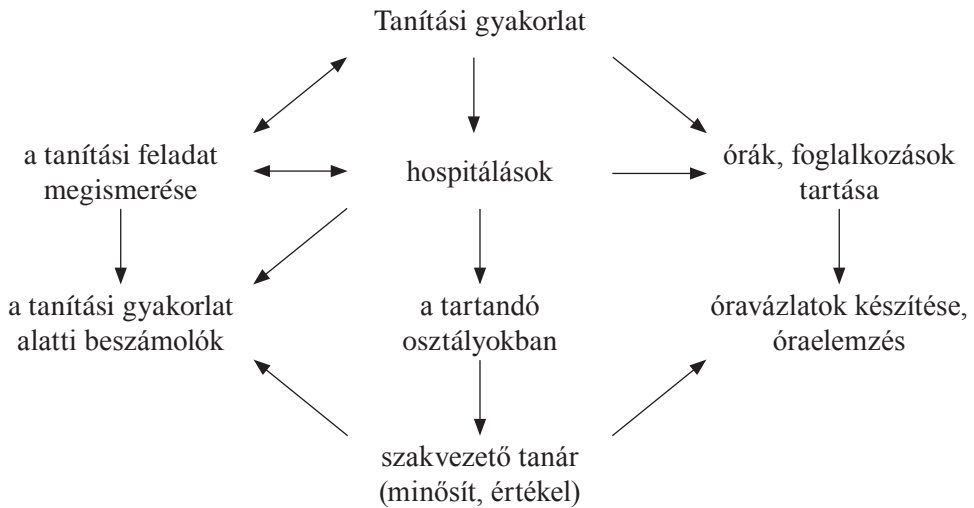 Tanítási gyakorlat
a tanítási feladat
megismerése
hospitálások
órák, foglalkozások
tartása
a tanítási gyakorlat
alatti beszámolók
a tartandó
osztályokban
óravázlatok készítése,
óraelemzés
szakvezető tanár
(minősít, értékel)